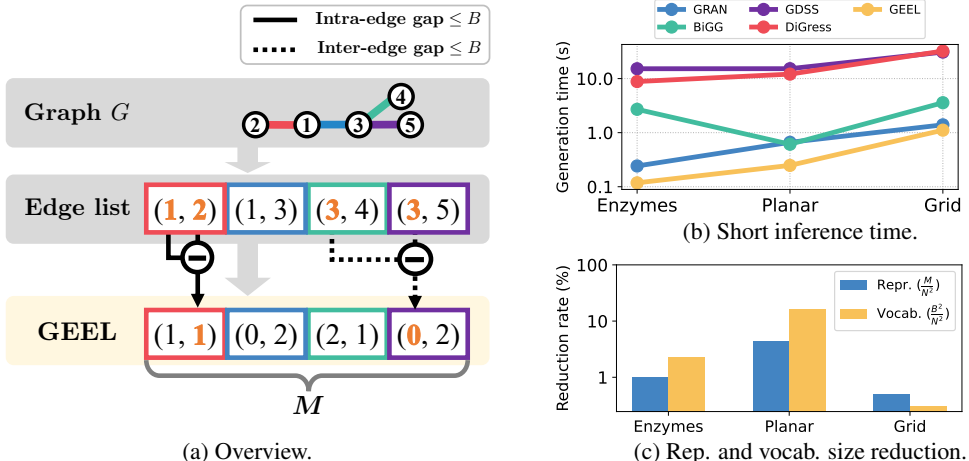 Intra-edge gap ≤ B
Inter-edge gap ≤ B
Graph G
2 1 3 4 5
Edge list
(1, 2) (1, 3) (3, 4) (3, 5)
GEEL
(1, 1) (0, 2) (2, 1) (0, 2)
M
(a) Overview.
GRAN GDSS GEEL
BiGG DiGress
Generation time (s)
10.0
1.0
0.1
Enzymes Planar Grid
(b) Short inference time.
Reduction rate (%)
100
10
1
Repr. (M/N²)
Vocab. (B²/N²)
Enzymes Planar Grid
(c) Rep. and vocab. size reduction.